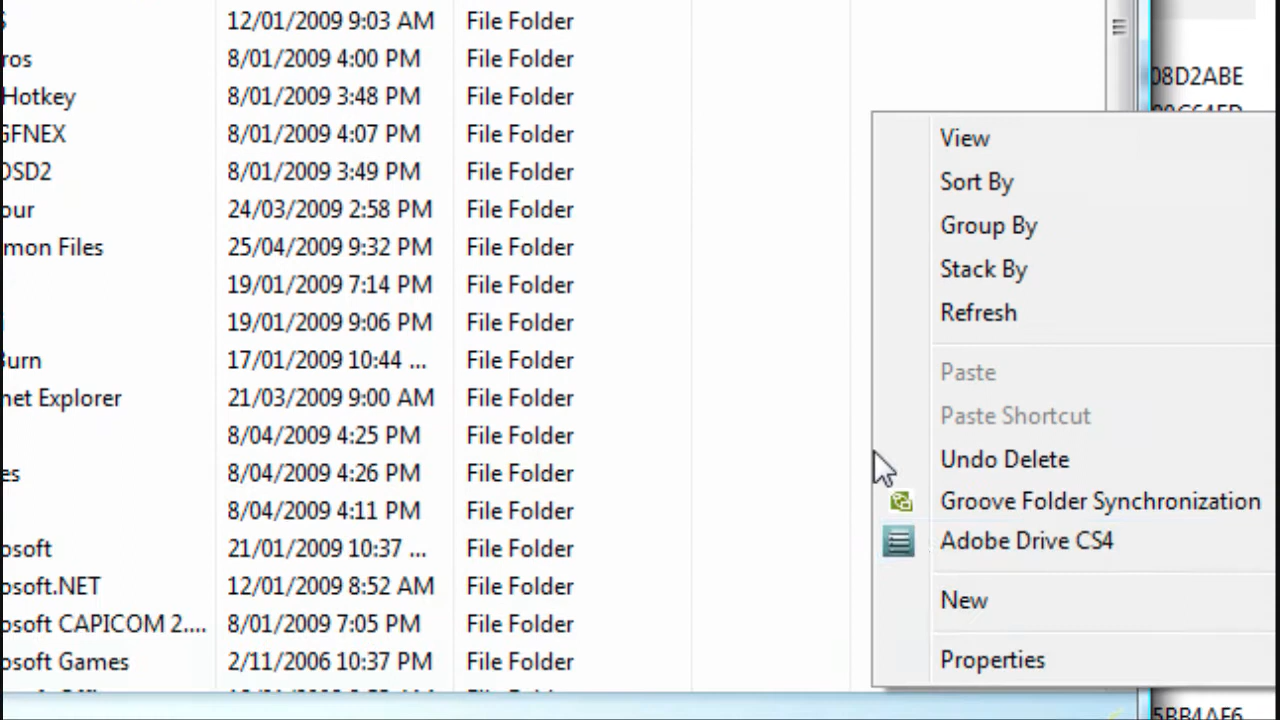 12/01/2009 9:03 AM File Folder
ros 8/01/2009 4:00 PM File Folder
Hotkey 8/01/2009 3:48 PM File Folder
GFNEX 8/01/2009 4:07 PM File Folder
OSD2 8/01/2009 3:49 PM File Folder
our 24/03/2009 2:58 PM File Folder
mon Files 25/04/2009 9:32 PM File Folder
19/01/2009 7:14 PM File Folder
19/01/2009 9:06 PM File Folder
Burn 17/01/2009 10:44 ... File Folder
net Explorer 21/03/2009 9:00 AM File Folder
8/04/2009 4:25 PM File Folder
es 8/04/2009 4:26 PM File Folder
8/04/2009 4:11 PM File Folder
osoft 21/01/2009 10:37 ... File Folder
osoft.NET 12/01/2009 8:52 AM File Folder
osoft CAPICOM 2.... 8/01/2009 7:05 PM File Folder
osoft Games 2/11/2006 10:37 PM File Folder
08D2ABE
View
Sort By
Group By
Stack By
Refresh
Paste
Paste Shortcut
Undo Delete
Groove Folder Synchronization
Adobe Drive CS4
New
Properties